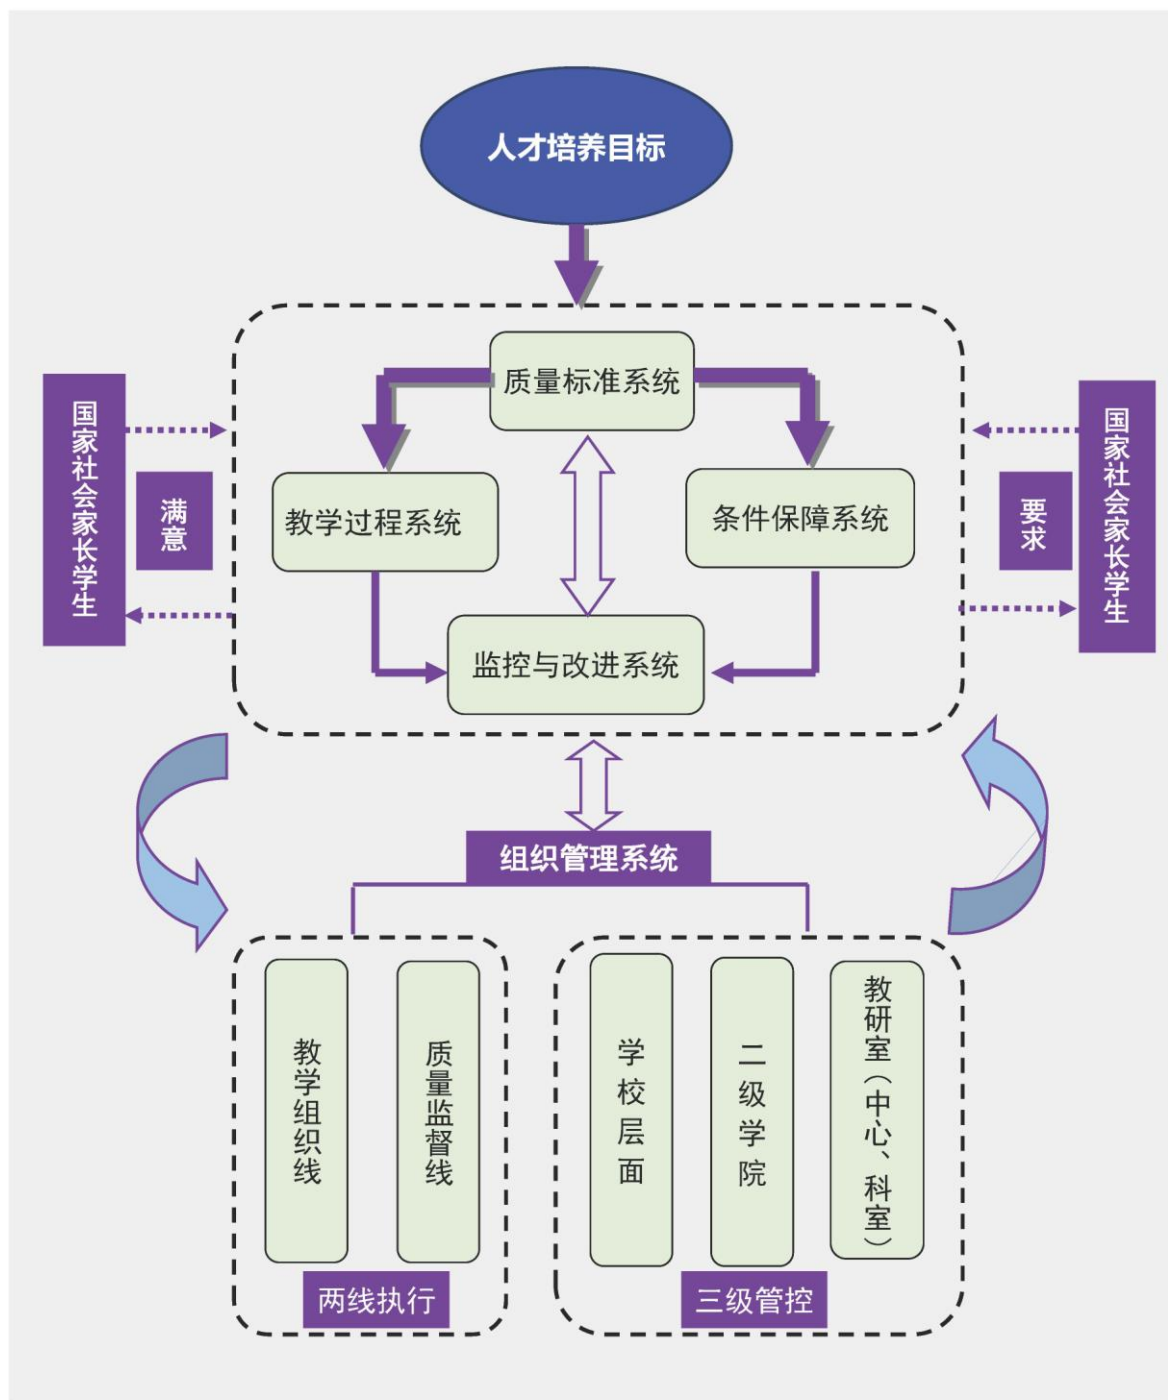 人才培养目标
质量标准系统
国家社会家长学生
满意
教学过程系统
条件保障系统
要求
国家社会家长学生
监控与改进系统
组织管理系统
教学组织线
质量监督线
学校层面
二级学院
教研室（中心、科室）
两线执行
三级管控